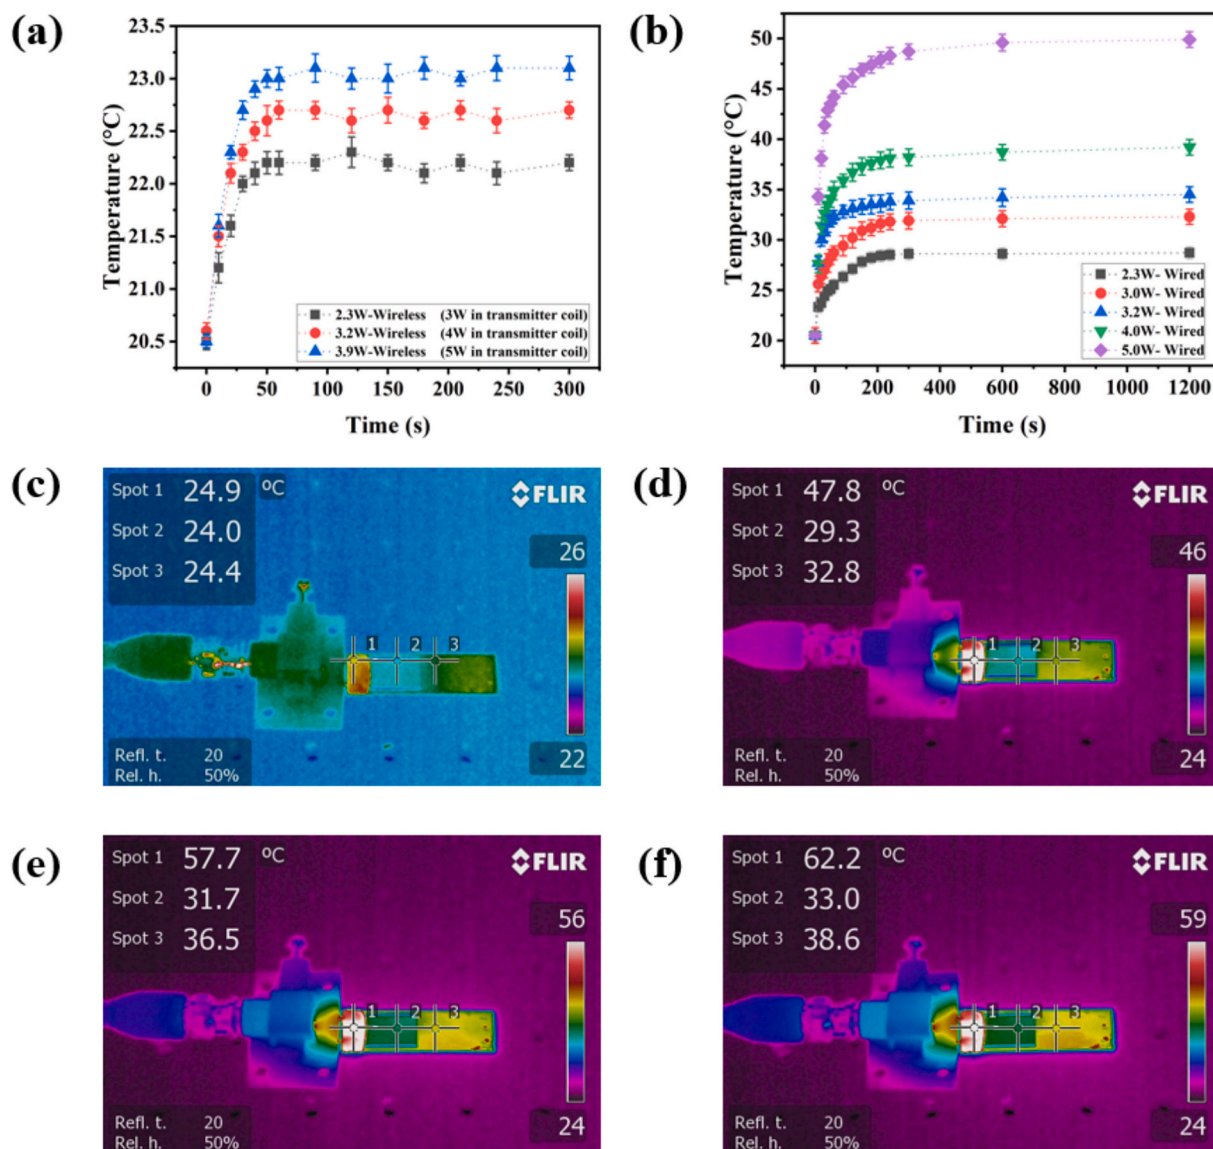 (a)
23.5
23.0
22.5
22.0
21.5
21.0
20.5
Temperature (°C)
2.3W-Wireless (3W in transmitter coil)
3.2W-Wireless (4W in transmitter coil)
3.9W-Wireless (5W in transmitter coil)
0 50 100 150 200 250 300
Time (s)
(b)
50
45
40
35
30
25
20
Temperature (°C)
2.3W- Wired
3.0W- Wired
3.2W- Wired
4.0W- Wired
5.0W- Wired
0 200 400 600 800 1000 1200
Time (s)
(c)
Spot 1 24.9 °C
Spot 2 24.0
Spot 3 24.4
FLIR
26
1 2 3
22
Refl. t. 20
Rel. h. 50%
(d)
Spot 1 47.8 °C
Spot 2 29.3
Spot 3 32.8
FLIR
46
1 2 3
24
Refl. t. 20
Rel. h. 50%
(e)
Spot 1 57.7 °C
Spot 2 31.7
Spot 3 36.5
FLIR
56
1 2 3
24
Refl. t. 20
Rel. h. 50%
(f)
Spot 1 62.2 °C
Spot 2 33.0
Spot 3 38.6
FLIR
59
1 2 3
24
Refl. t. 20
Rel. h. 50%